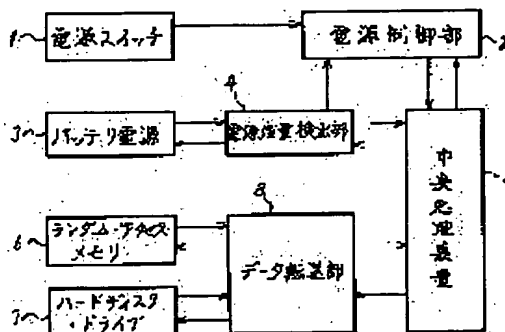 1
電源スイッチ
電源制御部
2
3
バッテリ電源
4
電源容量検出部
中央処理装置
6
ランダム・アクセス
メモリ
8
データ転送部
7
ハードディスク
・ドライブ